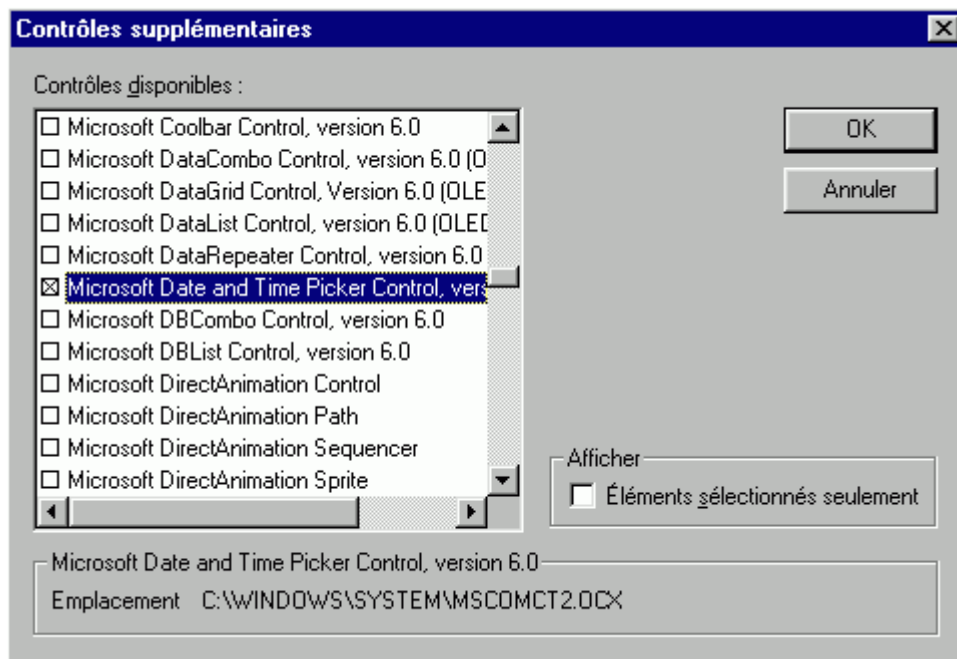 Contrôles supplémentaires
Contrôles disponibles :
Microsoft Coolbar Control, version 6.0
Microsoft DataCombo Control, version 6.0 (O
Microsoft DataGrid Control, Version 6.0 (OLE
Microsoft DataList Control, version 6.0 (OLED
Microsoft DataRepeater Control, version 6.0
Microsoft Date and Time Picker Control, vers
Microsoft DBCombo Control, version 6.0
Microsoft DBList Control, version 6.0
Microsoft DirectAnimation Control
Microsoft DirectAnimation Path
Microsoft DirectAnimation Sequencer
Microsoft DirectAnimation Sprite
OK
Annuler
Afficher
Éléments sélectionnés seulement
Microsoft Date and Time Picker Control, version 6.0
Emplacement C:\WINDOWS\SYSTEM\MSCOMCT2.OCX